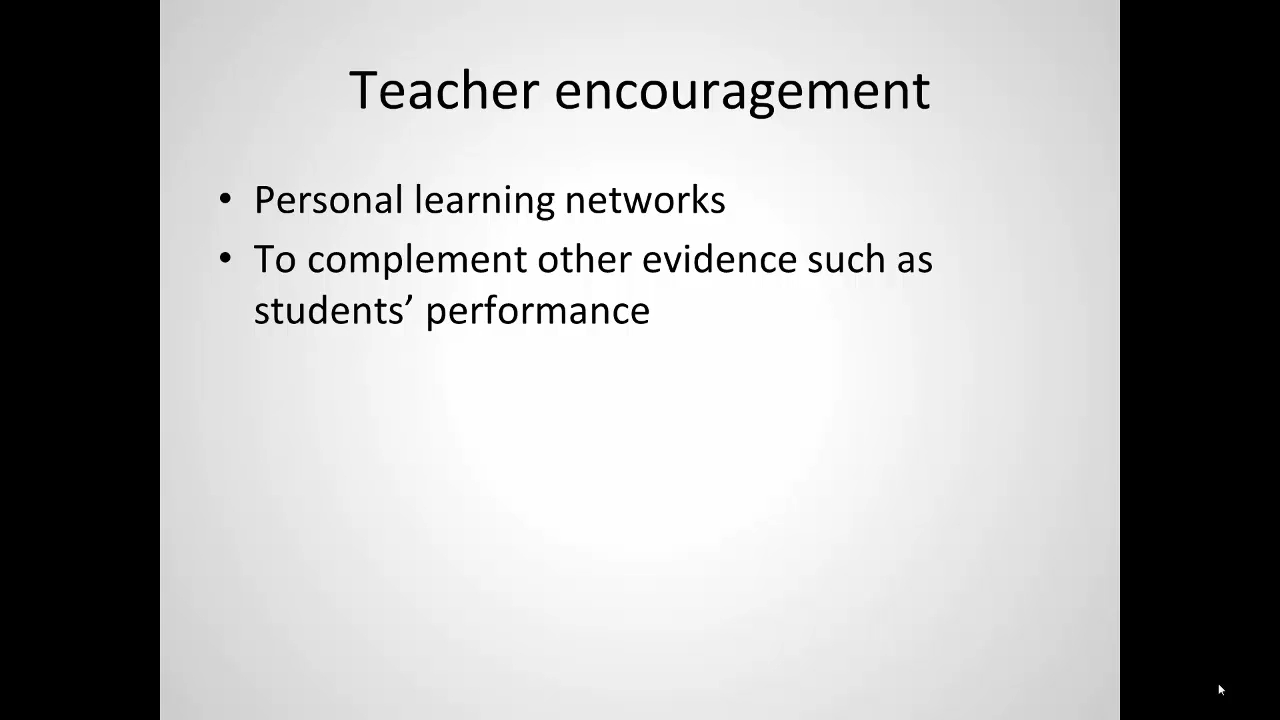 Teacher encouragement
• Personal learning networks
• To complement other evidence such as
students’ performance